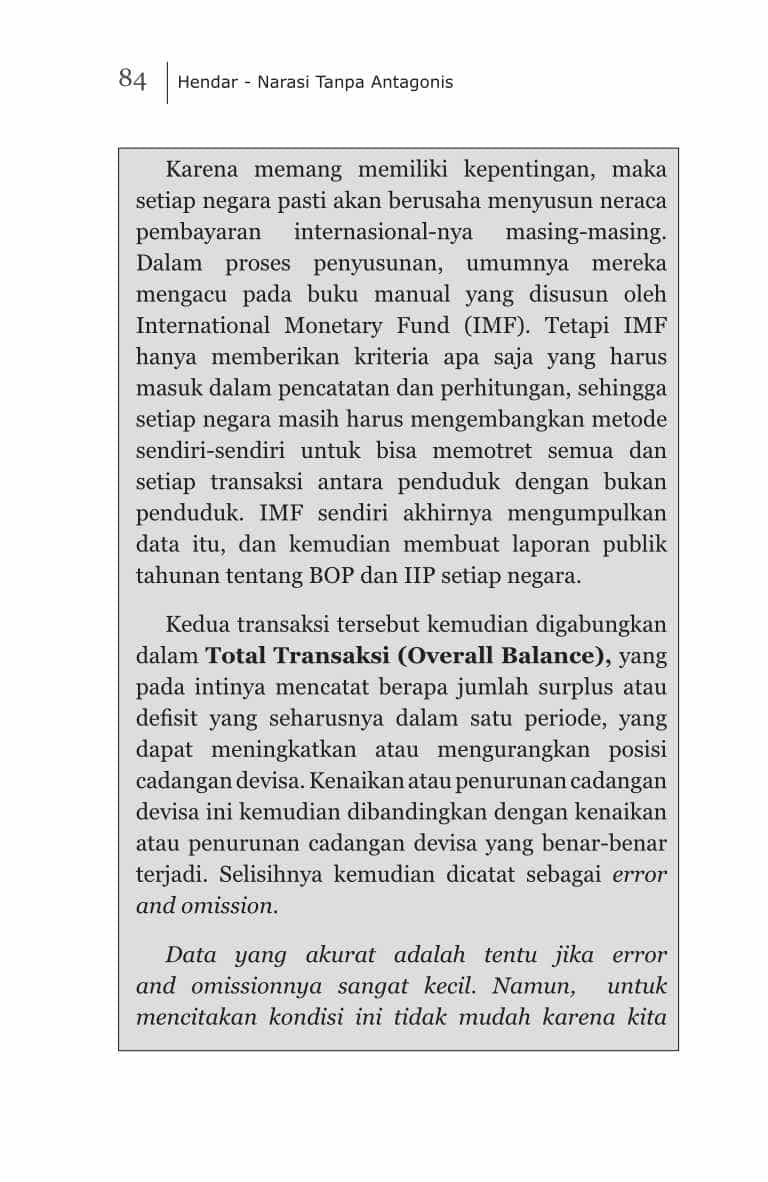 84
Hendar - Narasi Tanpa Antagonis
Karena memang memiliki kepentingan, maka
setiap negara pasti akan berusaha menyusun neraca
pembayaran internasional-nya masing-masing.
Dalam proses penyusunan, umumnya mereka
mengacu pada buku manual yang disusun oleh
International Monetary Fund (IMF). Tetapi IMF
hanya memberikan kriteria apa saja yang harus
masuk dalam pencatatan dan perhitungan, sehingga
setiap negara masih harus mengembangkan metode
sendiri-sendiri untuk bisa memotret semua dan
setiap transaksi antara penduduk dengan bukan
penduduk. IMF sendiri akhirnya mengumpulkan
data itu, dan kemudian membuat laporan publik
tahunan tentang BOP dan IIP setiap negara.
Kedua transaksi tersebut kemudian digabungkan
dalam Total Transaksi (Overall Balance), yang
pada intinya mencatat berapa jumlah surplus atau
defisit yang seharusnya dalam satu periode, yang
dapat meningkatkan atau mengurangkan posisi
cadangan devisa. Kenaikan atau penurunan cadangan
devisa ini kemudian dibandingkan dengan kenaikan
atau penurunan cadangan devisa yang benar-benar
terjadi. Selisihnya kemudian dicatat sebagai error
and omission.
Data yang akurat adalah tentu jika error
and omissionnya sangat kecil. Namun, untuk
mencitakan kondisi ini tidak mudah karena kita